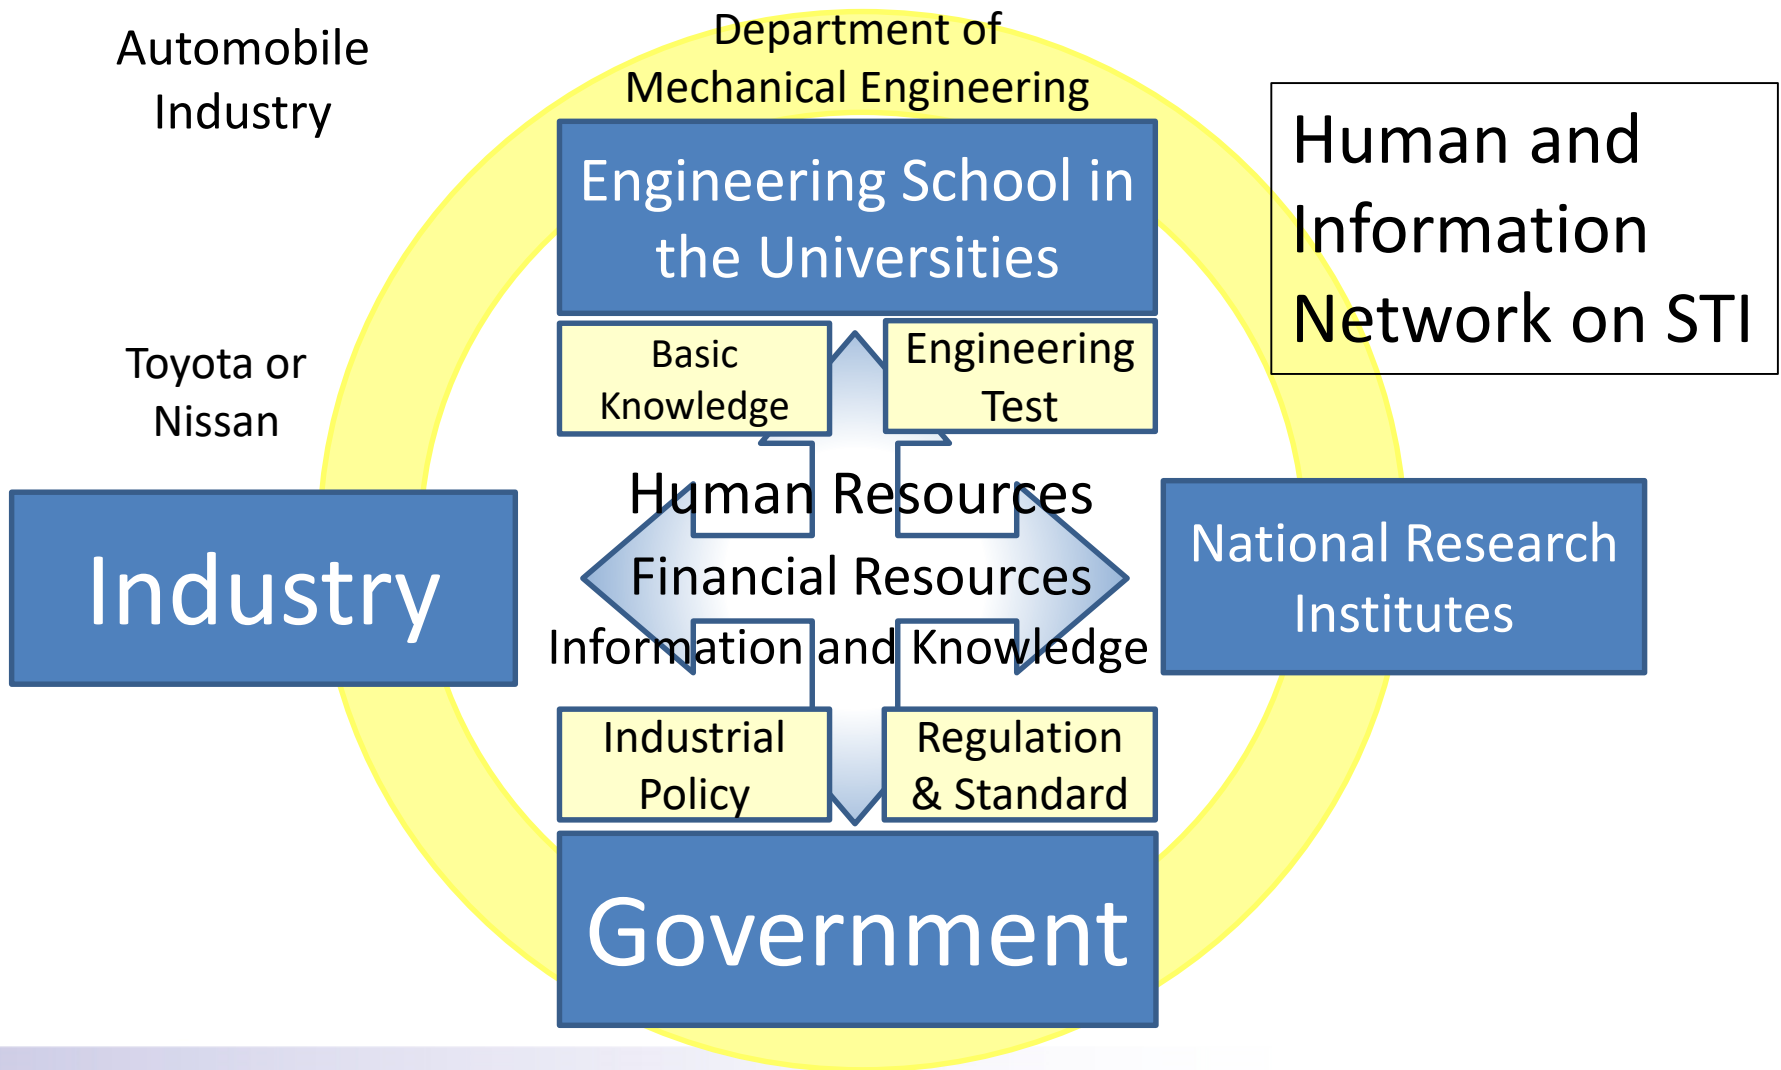 Automobile
Industry
Department of
Mechanical Engineering
Human and
Information
Network on STI
Engineering School in
the Universities
Basic
Knowledge
Engineering
Test
Toyota or
Nissan
Industry
Human Resources
Financial Resources
Information and Knowledge
National Research
Institutes
Industrial
Policy
Regulation
& Standard
Government